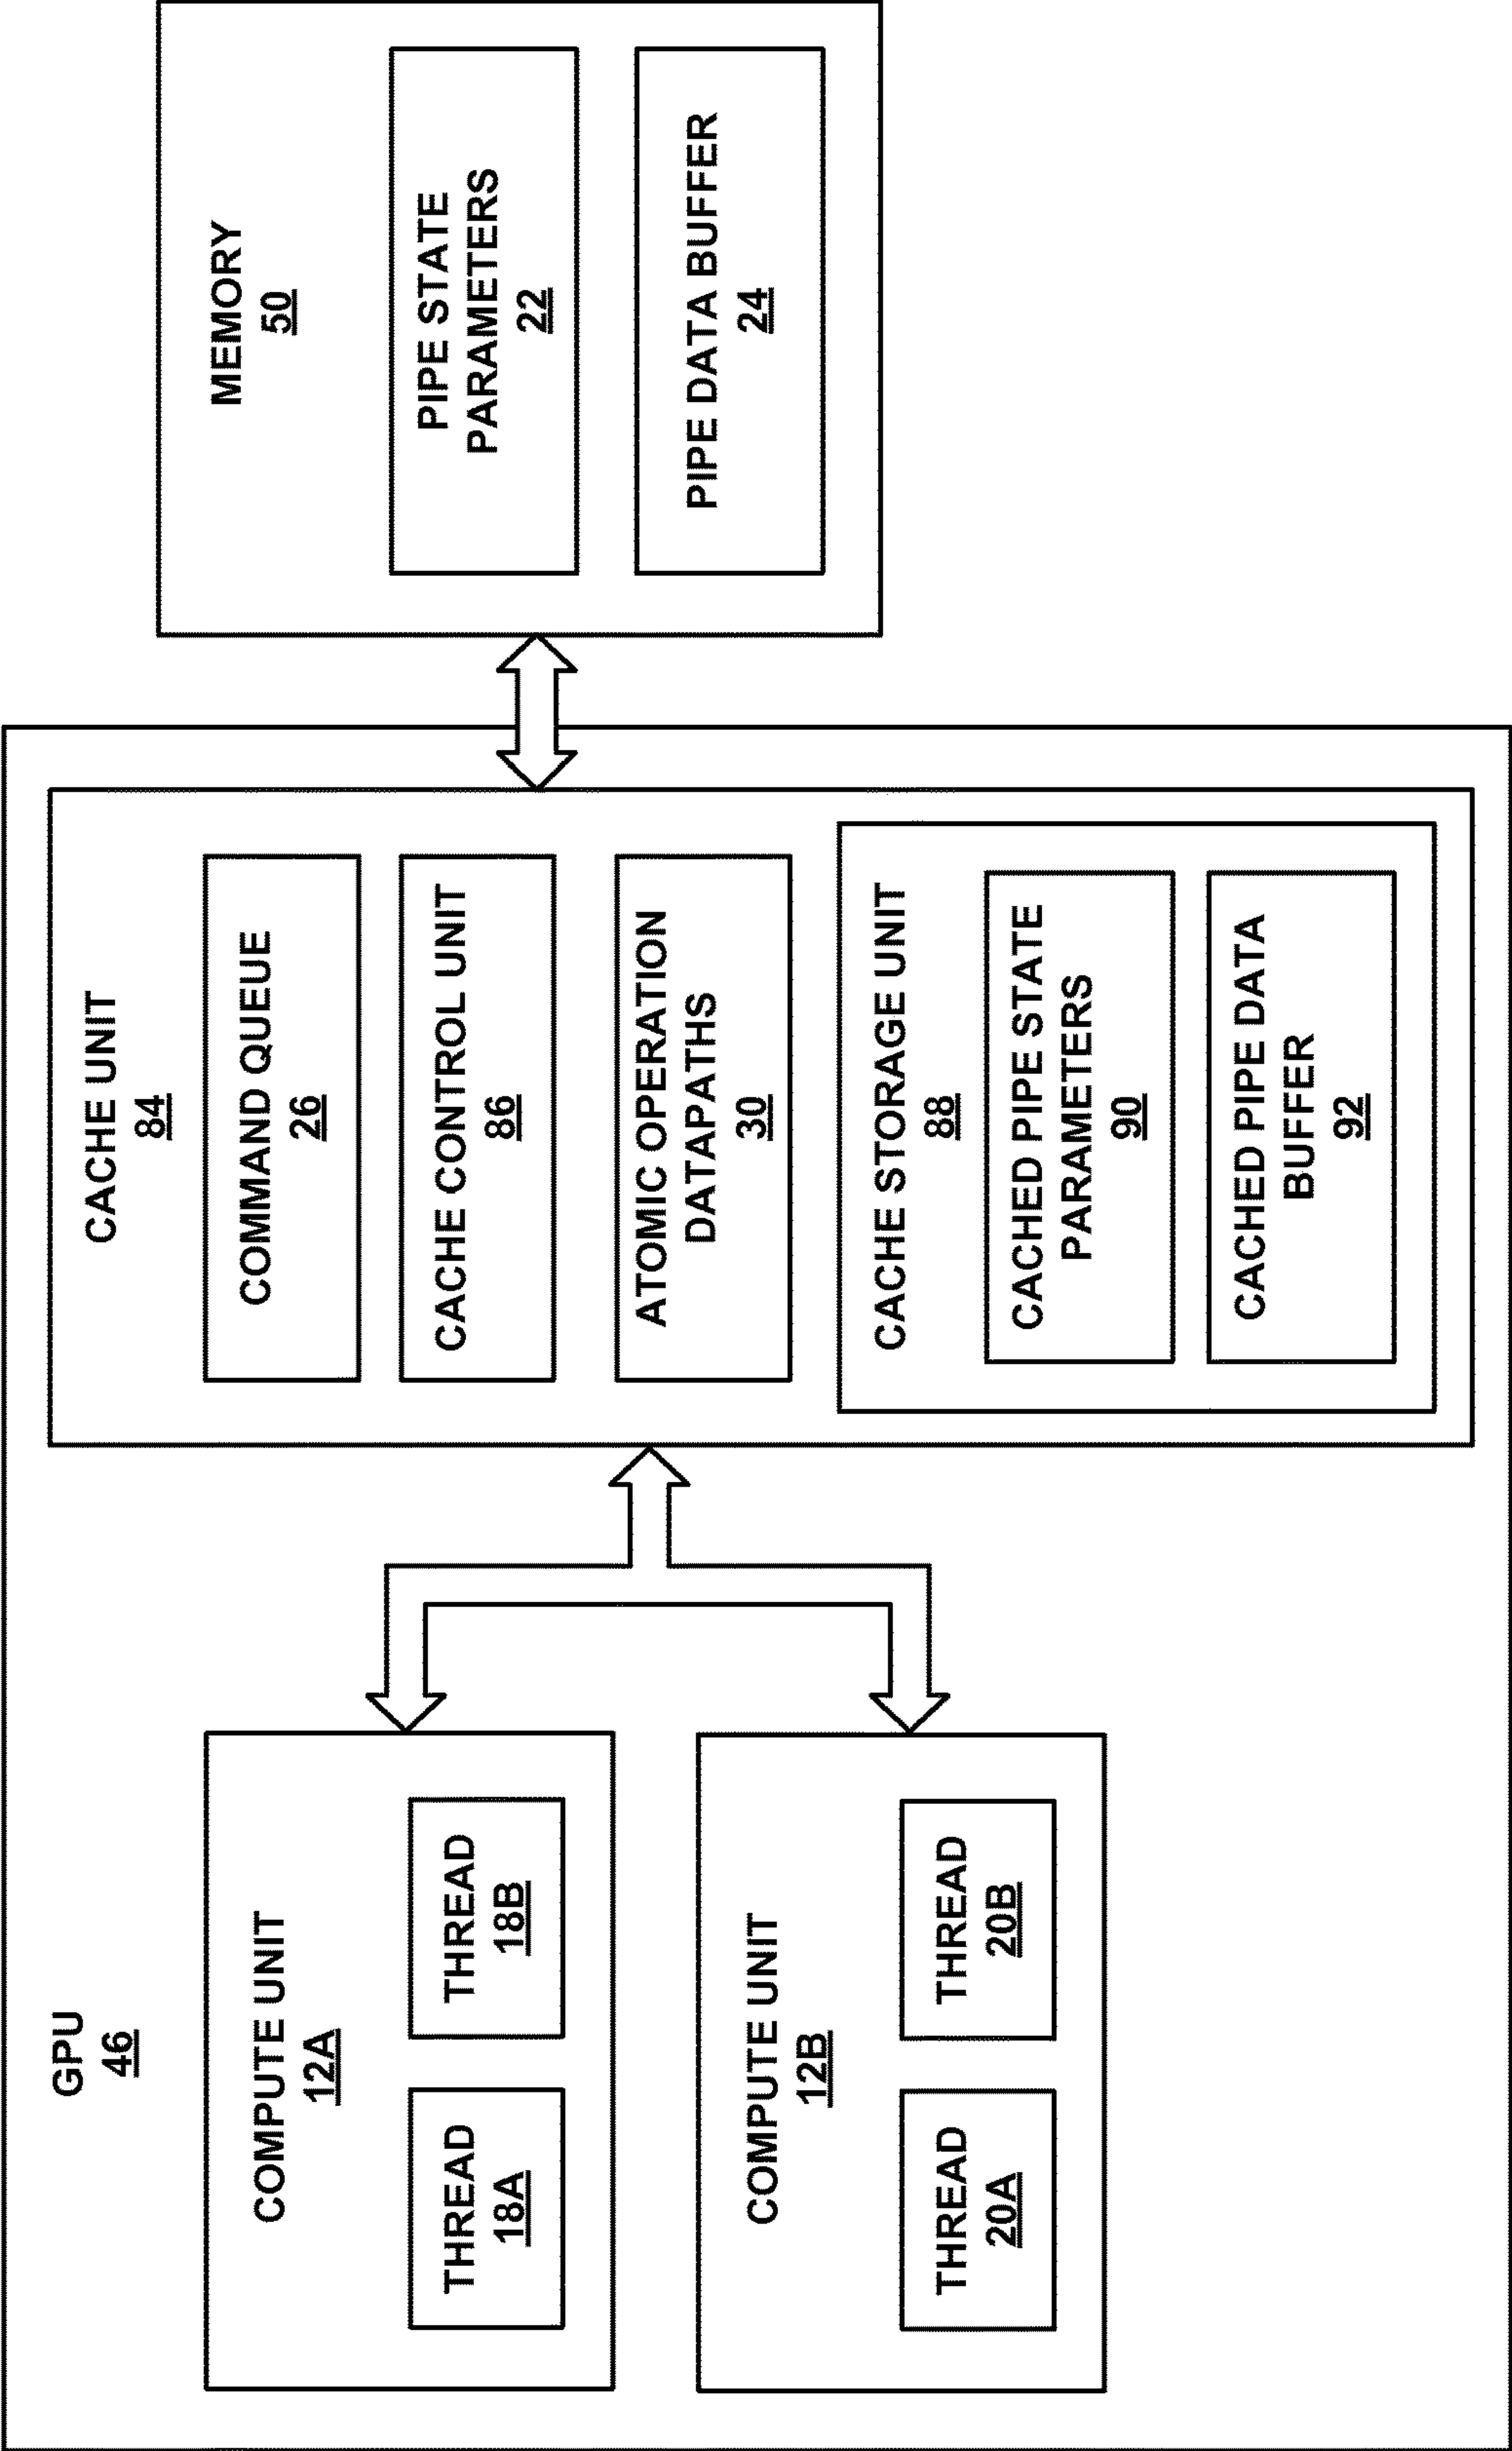 GPU
46
COMPUTE UNIT
12A
THREAD
18A
THREAD
18B
COMPUTE UNIT
12B
THREAD
20A
THREAD
20B
CACHE UNIT
84
COMMAND QUEUE
26
CACHE CONTROL UNIT
86
ATOMIC OPERATION
DATAPATHS
30
CACHE STORAGE UNIT
88
CACHED PIPE STATE
PARAMETERS
90
CACHED PIPE DATA
BUFFER
92
MEMORY
50
PIPE STATE
PARAMETERS
22
PIPE DATA BUFFER
24